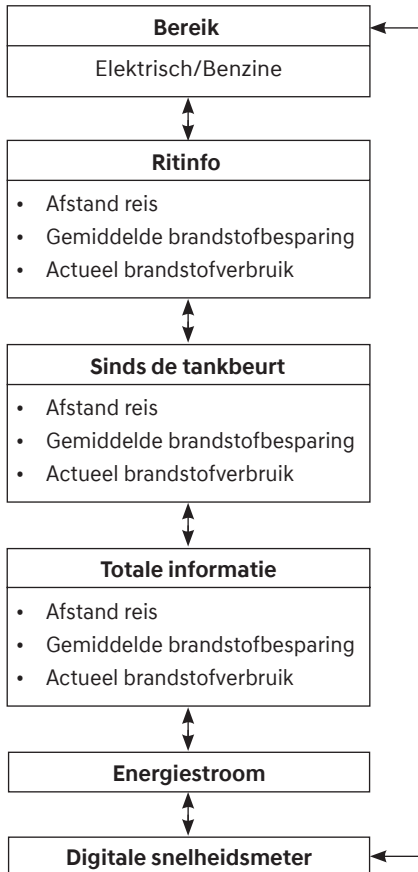 Bereik
Elektrisch/Benzine
Ritinfo
• Afstand reis
• Gemiddelde brandstofbesparing
• Actueel brandstofverbruik
Sinds de tankbeurt
• Afstand reis
• Gemiddelde brandstofbesparing
• Actueel brandstofverbruik
Totale informatie
• Afstand reis
• Gemiddelde brandstofbesparing
• Actueel brandstofverbruik
Energiestroom
Digitale snelheidsmeter